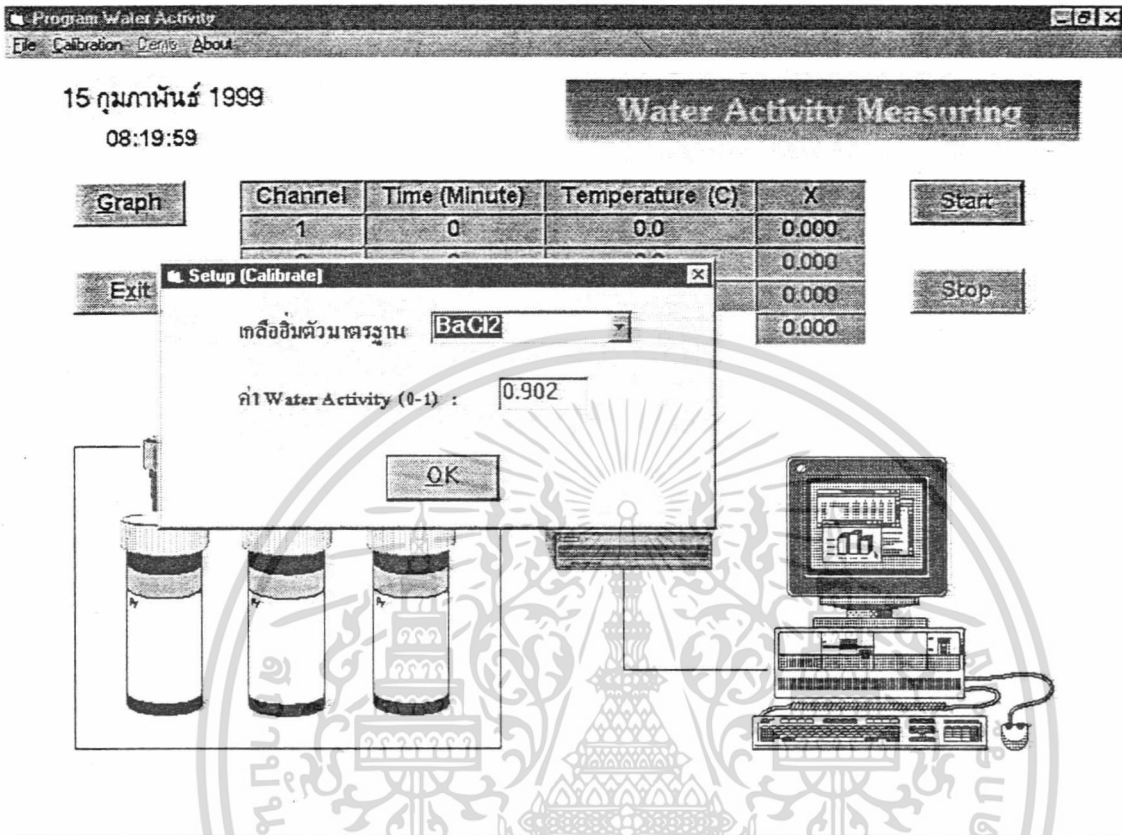 Program Water Activity
File Calibration Demo About
15 กุมภาพันธ์ 1999
08:19:59
Water Activity Measuring
Graph
Exit
Channel Time (Minute) Temperature (C) X
1 0 0.0 0.000
0.000
0.000
0.000
Start
Stop
Setup (Calibrate)
เกลืออิ่มตัวมาตรฐาน BaCl2
ค่า Water Activity (0-1) : 0.902
OK